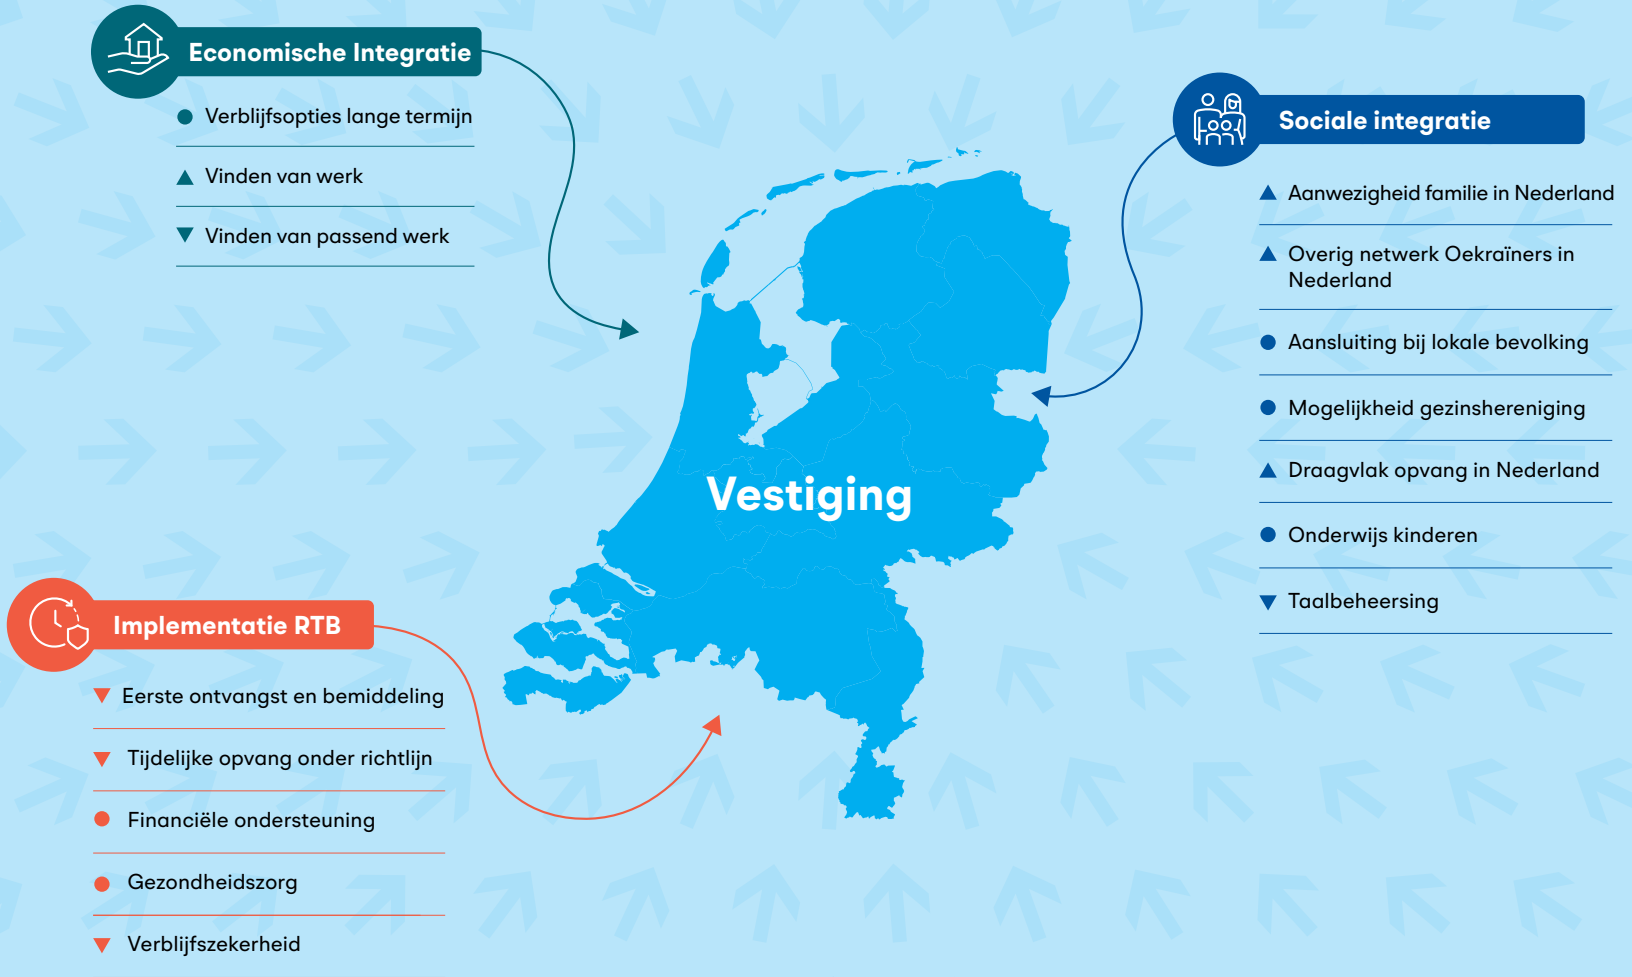 Economische Integratie
Verblijfsopties lange termijn
Vinden van werk
Vinden van passend werk
Sociale integratie
Aanwezigheid familie in Nederland
Overig netwerk Oekraïners in
Nederland
Aansluiting bij lokale bevolking
Mogelijkheid gezinshereniging
Draagvlak opvang in Nederland
Onderwijs kinderen
Taalbeheersing
Vestiging
Implementatie RTB
Eerste ontvangst en bemiddeling
Tijdelijke opvang onder richtlijn
Financiële ondersteuning
Gezondheidszorg
Verblijfszekerheid